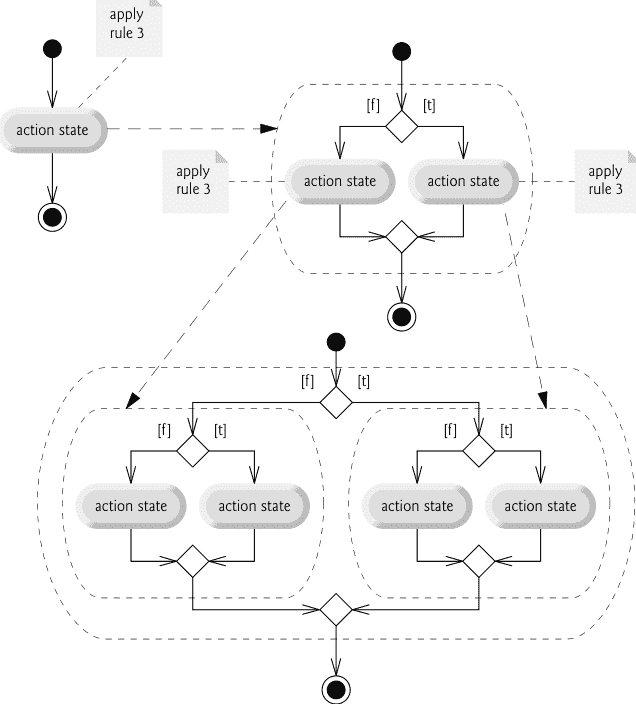 apply
rule 3
action state
[f] [t]
apply
rule 3
action state
action state
apply
rule 3
[f] [t]
[f] [t]
[f] [t]
action state
action state
action state
action state